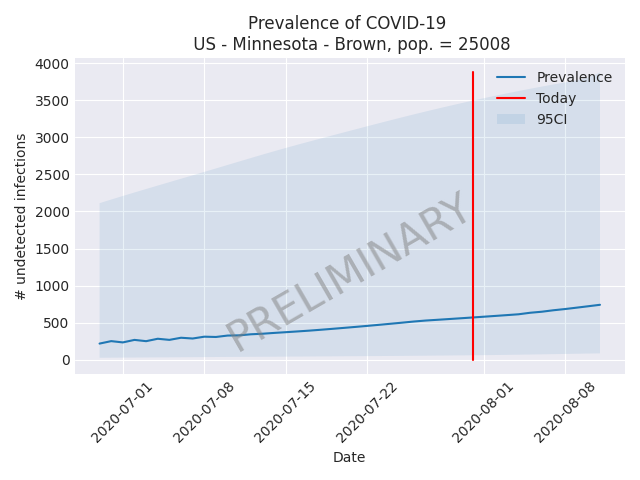 Prevalence of COVID-19
US - Minnesota - Brown, pop. = 25008
4000
3500
3000
2500
2000
1500
1000
500
0
# undetected infections
Prevalence
Today
95CI
PRELIMINARY
2020-07-01
2020-07-08
2020-07-15
2020-07-22
2020-08-01
2020-08-08
Date